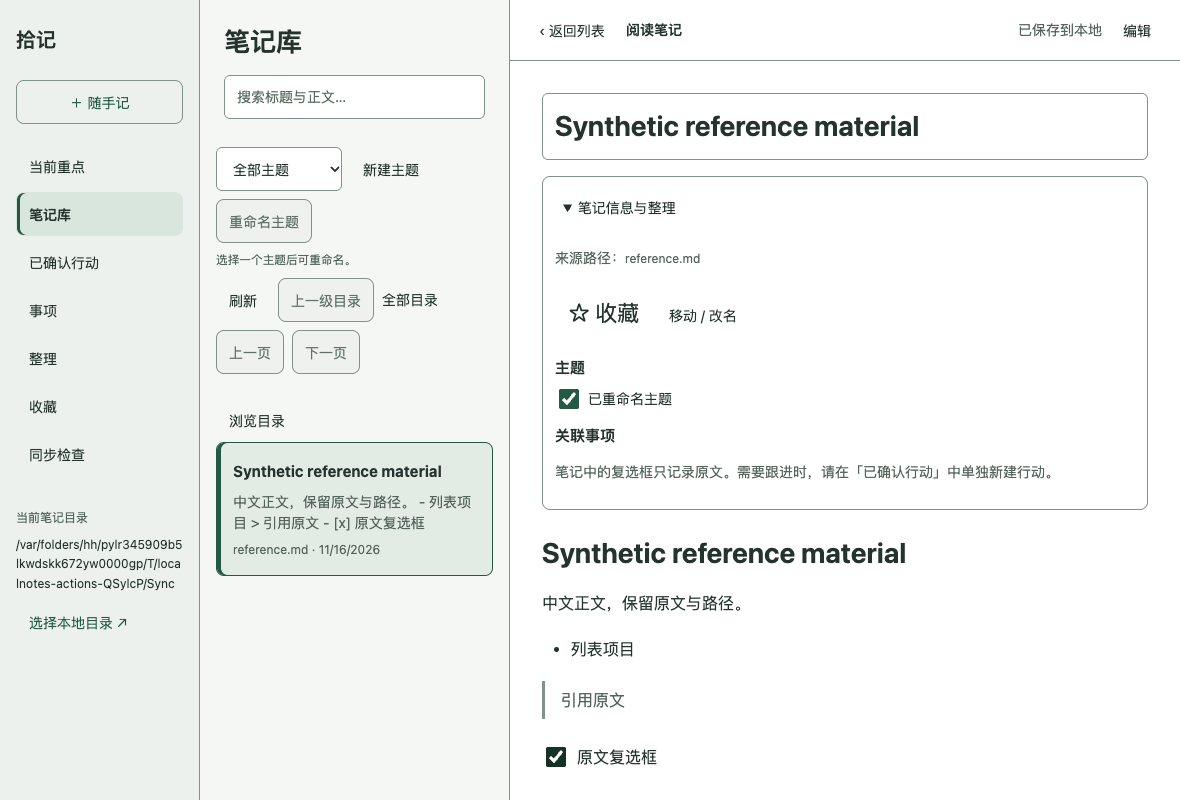 拾记
＋ 随手记
当前重点
笔记库
已确认行动
事项
整理
收藏
同步检查
当前笔记目录
/var/folders/hh/pylr345909b5
lkwdskk672yw0000gp/T/loca
lnotes-actions-QSylcP/Sync
选择本地目录 ↗
笔记库
搜索标题与正文…
全部主题
新建主题
重命名主题
选择一个主题后可重命名。
刷新
上一级目录
全部目录
上一页
下一页
浏览目录
Synthetic reference material
中文正文，保留原文与路径。 - 列表项
目 > 引用原文 - [x] 原文复选框
reference.md · 11/16/2026
‹ 返回列表
阅读笔记
已保存到本地
编辑
Synthetic reference material
▼ 笔记信息与整理
来源路径：reference.md
☆ 收藏
移动 / 改名
主题
已重命名主题
关联事项
笔记中的复选框只记录原文。需要跟进时，请在「已确认行动」中单独新建行动。
Synthetic reference material
中文正文，保留原文与路径。
• 列表项目
引用原文
原文复选框